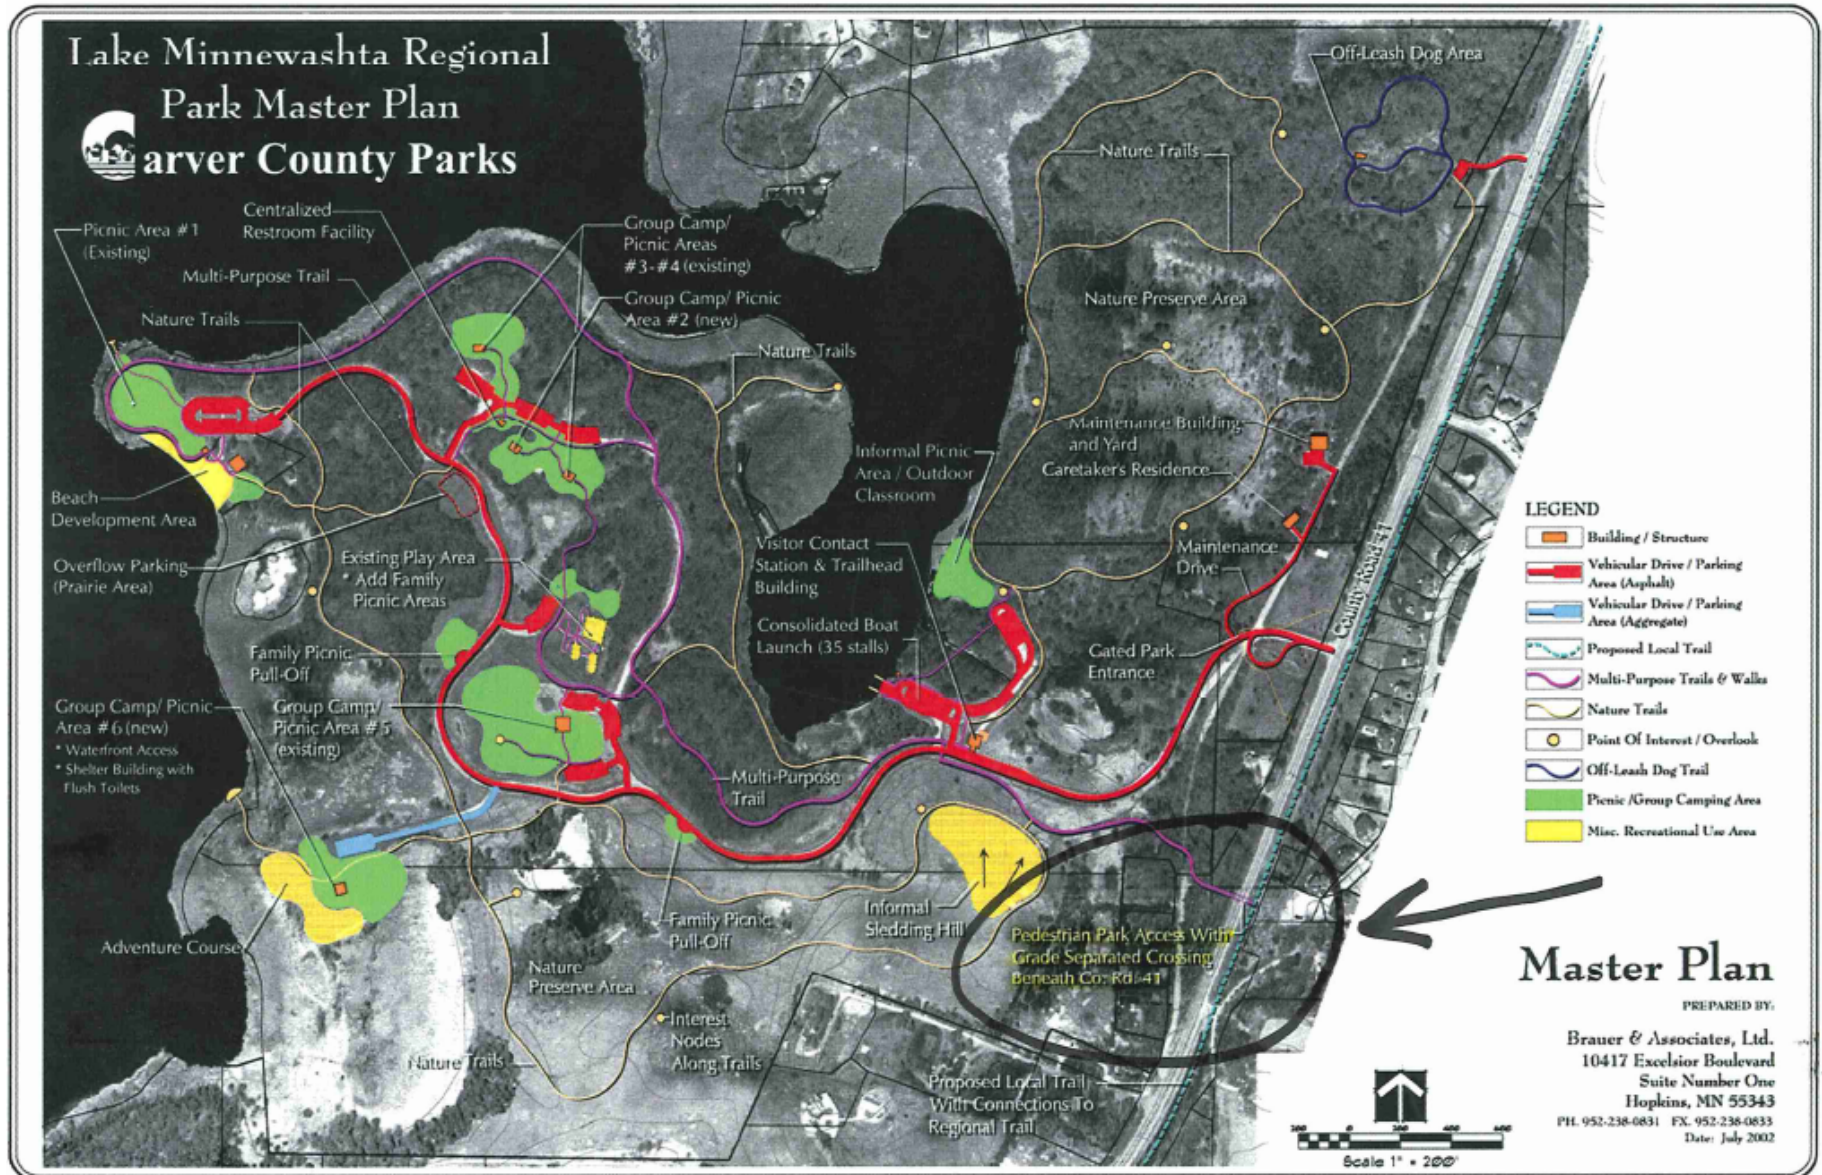 Lake Minnewashta Regional
Park Master Plan
Carver County Parks
Off-Leash Dog Area
Nature Trails
Picnic Area #1
(Existing)
Centralized
Restroom Facility
Group Camp/
Picnic Areas
#3-#4 (existing)
Multi-Purpose Trail
Group Camp/ Picnic
Area #2 (new)
Nature Preserve Area
Nature Trails
Nature Trails
Maintenance Building
and Yard
Caretaker's Residence
Informal Picnic
Area / Outdoor
Classroom
Beach
Development Area
Overflow Parking
(Prairie Area)
Existing Play Area
* Add Family
Picnic Areas
Visitor Contact
Station & Trailhead
Building
Maintenance
Drive
County Road 41
Consolidated Boat
Launch (35 stalls)
Gated Park
Entrance
Family Picnic
Pull-Off
Group Camp/ Picnic
Area #6 (new)
* Waterfront Access
* Shelter Building with
Flush Toilets
Group Camp/
Picnic Area #5
(existing)
Multi-Purpose
Trail
Adventure Course
Family Picnic
Pull-Off
Informal
Sledding Hill
Pedestrian Park Access With
Grade Separated Crossing
Beneath Co. Rd. 41
Nature
Preserve Area
Interest
Nodes
Along Trails
Nature Trails
Proposed Local Trail
With Connections To
Regional Trail
LEGEND
Building / Structure
Vehicular Drive / Parking
Area (Asphalt)
Vehicular Drive / Parking
Area (Aggregate)
Proposed Local Trail
Multi-Purpose Trails & Walks
Nature Trails
Point Of Interest / Overlook
Off-Leash Dog Trail
Picnic /Group Camping Area
Misc. Recreational Use Area
Master Plan
PREPARED BY:
Brauer & Associates, Ltd.
10417 Excelsior Boulevard
Suite Number One
Hopkins, MN 55343
PH. 952-238-0831 FX. 952-238-0833
Date: July 2002
200 0 200 400 600
Scale 1" = 200'